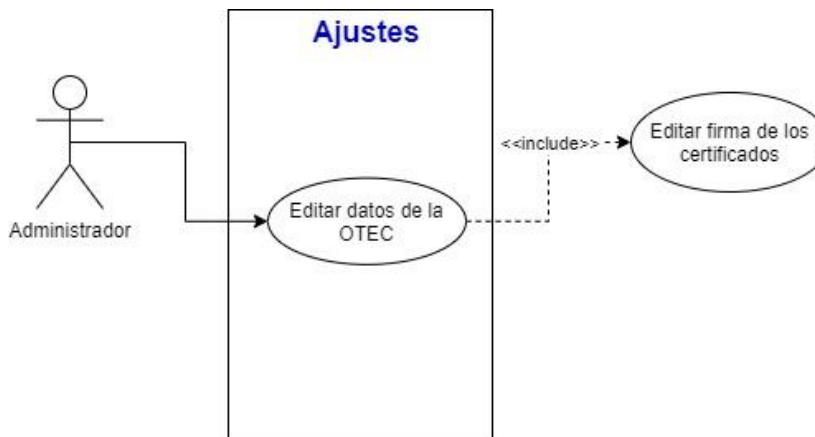 Ajustes
<<include>>
Editar firma de los
certificados
Editar datos de la
OTEC
Administrador